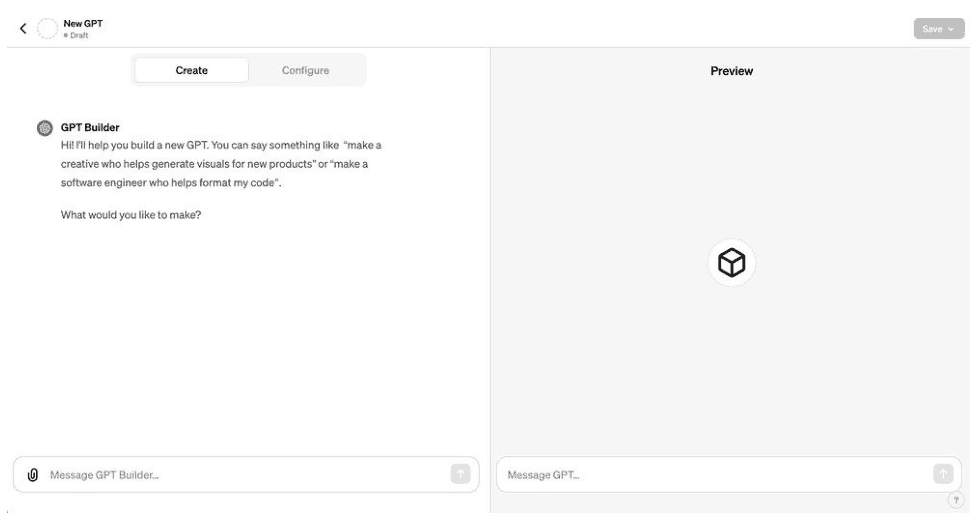 New GPT
Draft
Save
Create
Configure
GPT Builder
Hi! I'll help you build a new GPT. You can say something like "make a
creative who helps generate visuals for new products" or "make a
software engineer who helps format my code".
What would you like to make?
Message GPT Builder...
Preview
Message GPT...
?